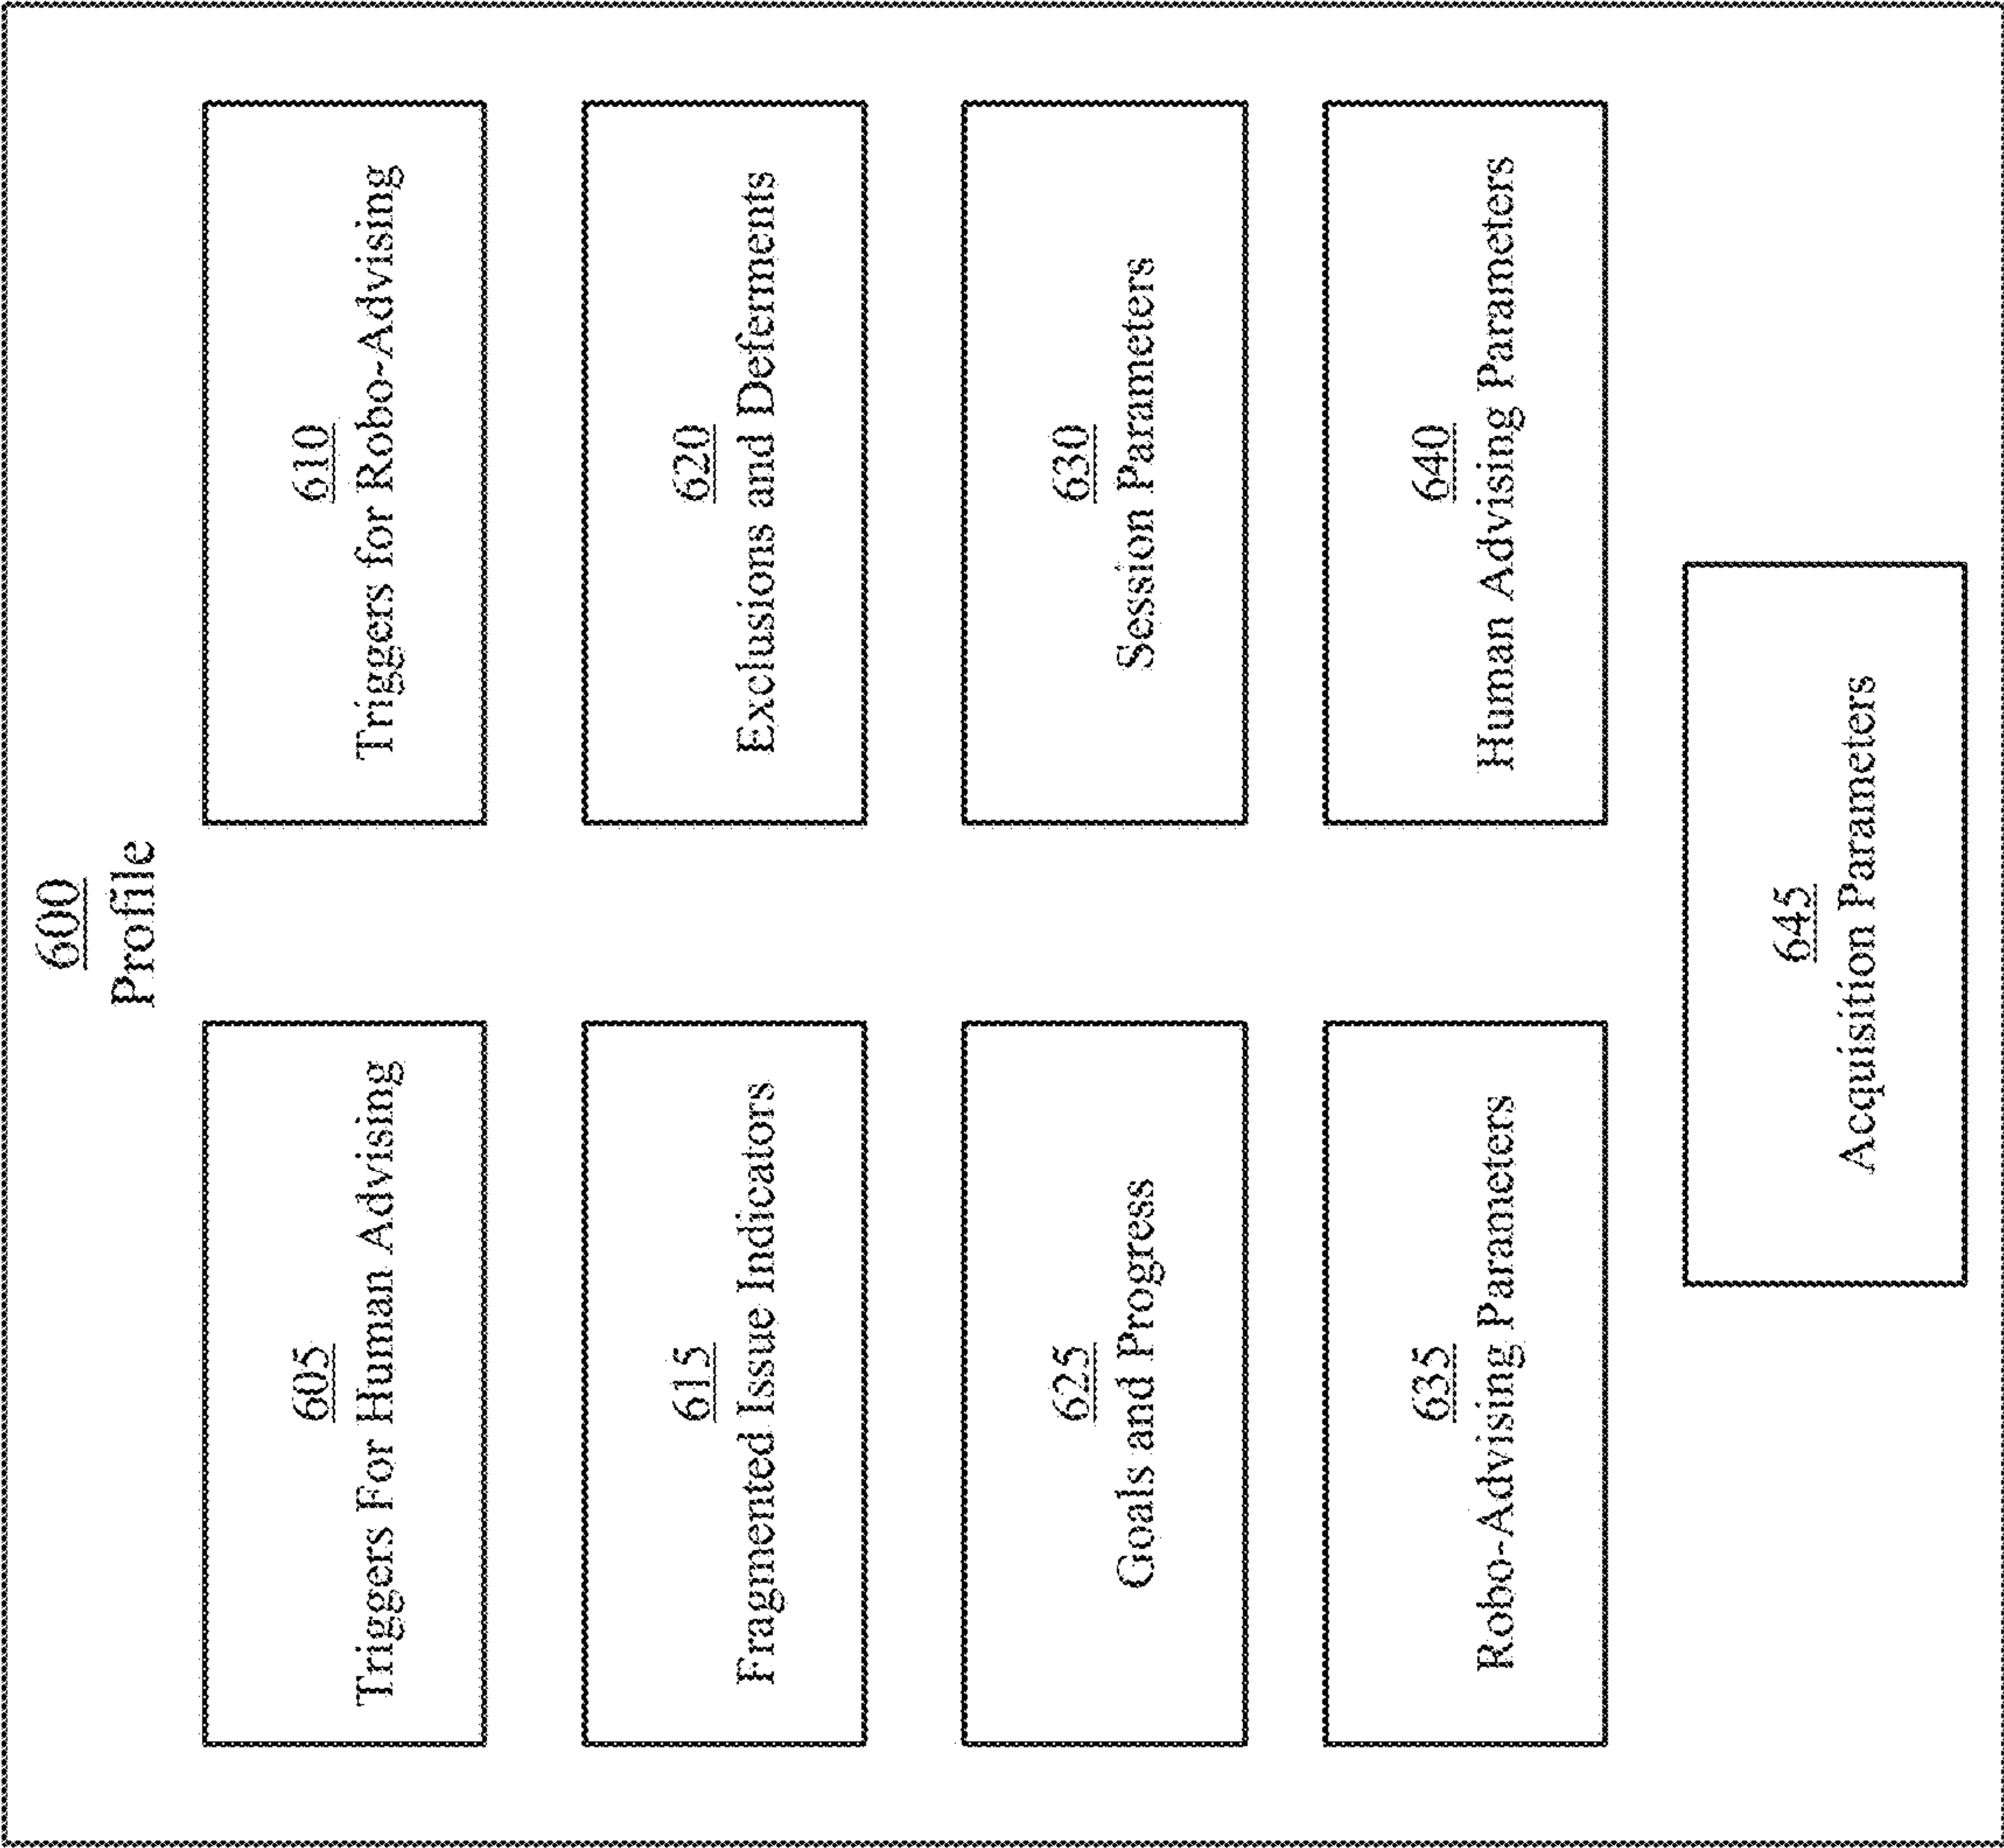 600
Profile
605
Triggers For Human Advising
610
Triggers for Robo-Advising
615
Fragmented Issue Indicators
620
Exclusions and Deferments
625
Goals and Progress
630
Session Parameters
635
Robo-Advising Parameters
640
Human Advising Parameters
645
Acquisition Parameters